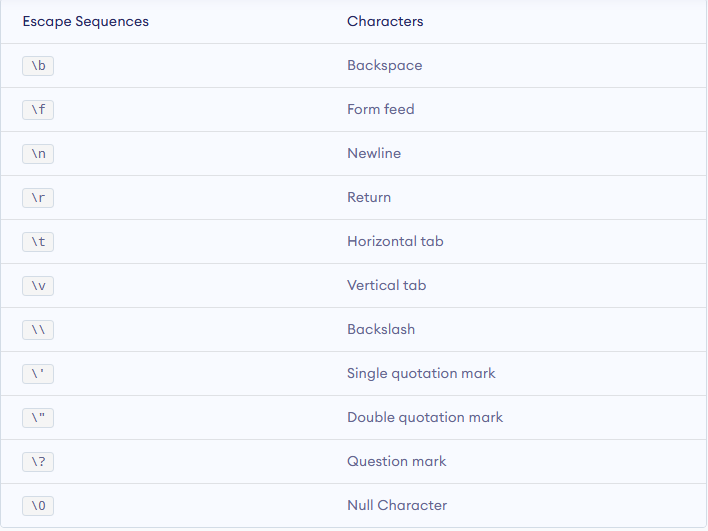 Escape Sequences Characters
\b Backspace
\f Form feed
\n Newline
\r Return
\t Horizontal tab
\v Vertical tab
\\ Backslash
\' Single quotation mark
\" Double quotation mark
\? Question mark
\0 Null Character